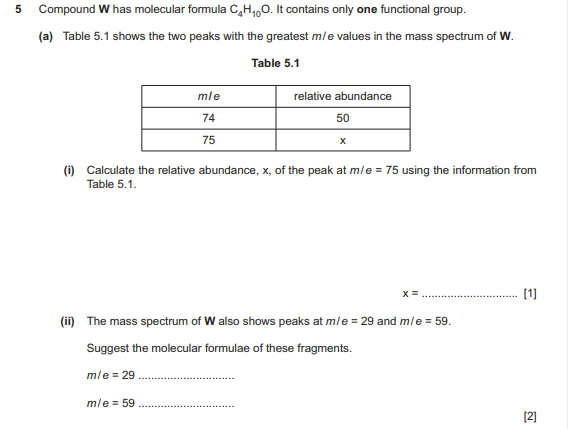 5 Compound W has molecular formula C₄H₁₀O. It contains only one functional group.
(a) Table 5.1 shows the two peaks with the greatest m/e values in the mass spectrum of W.
Table 5.1
m/e relative abundance
74 50
75 x
(i) Calculate the relative abundance, x, of the peak at m/e = 75 using the information from
Table 5.1.
x = .............................. [1]
(ii) The mass spectrum of W also shows peaks at m/e = 29 and m/e = 59.
Suggest the molecular formulae of these fragments.
m/e = 29 ..............................
m/e = 59 ..............................
[2]